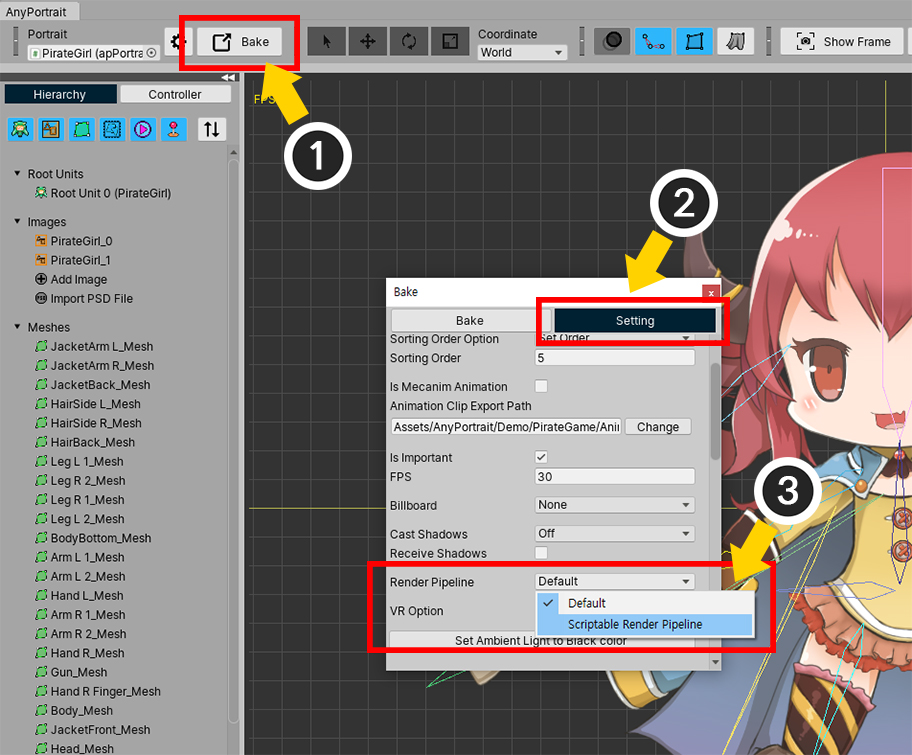 AnyPortrait
Portrait
PirateGirl (apPortra
Bake
Coordinate
World
Show Frame
Hierarchy
Controller
FPS
1
Root Units
Root Unit 0 (PirateGirl)
Images
PirateGirl_0
PirateGirl_1
Add Image
Import PSD File
Meshes
JacketArm L_Mesh
JacketArm R_Mesh
JacketBack_Mesh
HairSide L_Mesh
HairSide R_Mesh
HairBack_Mesh
Leg L 1_Mesh
Leg R 2_Mesh
Leg R 1_Mesh
Leg L 2_Mesh
BodyBottom_Mesh
Arm L 1_Mesh
Arm L 2_Mesh
Hand L_Mesh
Arm R 1_Mesh
Arm R 2_Mesh
Hand R_Mesh
Gun_Mesh
Hand R Finger_Mesh
Body_Mesh
JacketFront_Mesh
Head_Mesh
2
Bake
x
Bake
Setting
Sorting Order Option
Set Order
Sorting Order
5
Is Mecanim Animation
Animation Clip Export Path
Assets/AnyPortrait/Demo/PirateGame/Ani
Change
Is Important
FPS
30
Billboard
None
Cast Shadows
Off
Receive Shadows
3
Render Pipeline
Default
Default
VR Option
Scriptable Render Pipeline
Set Ambient Light to Black color